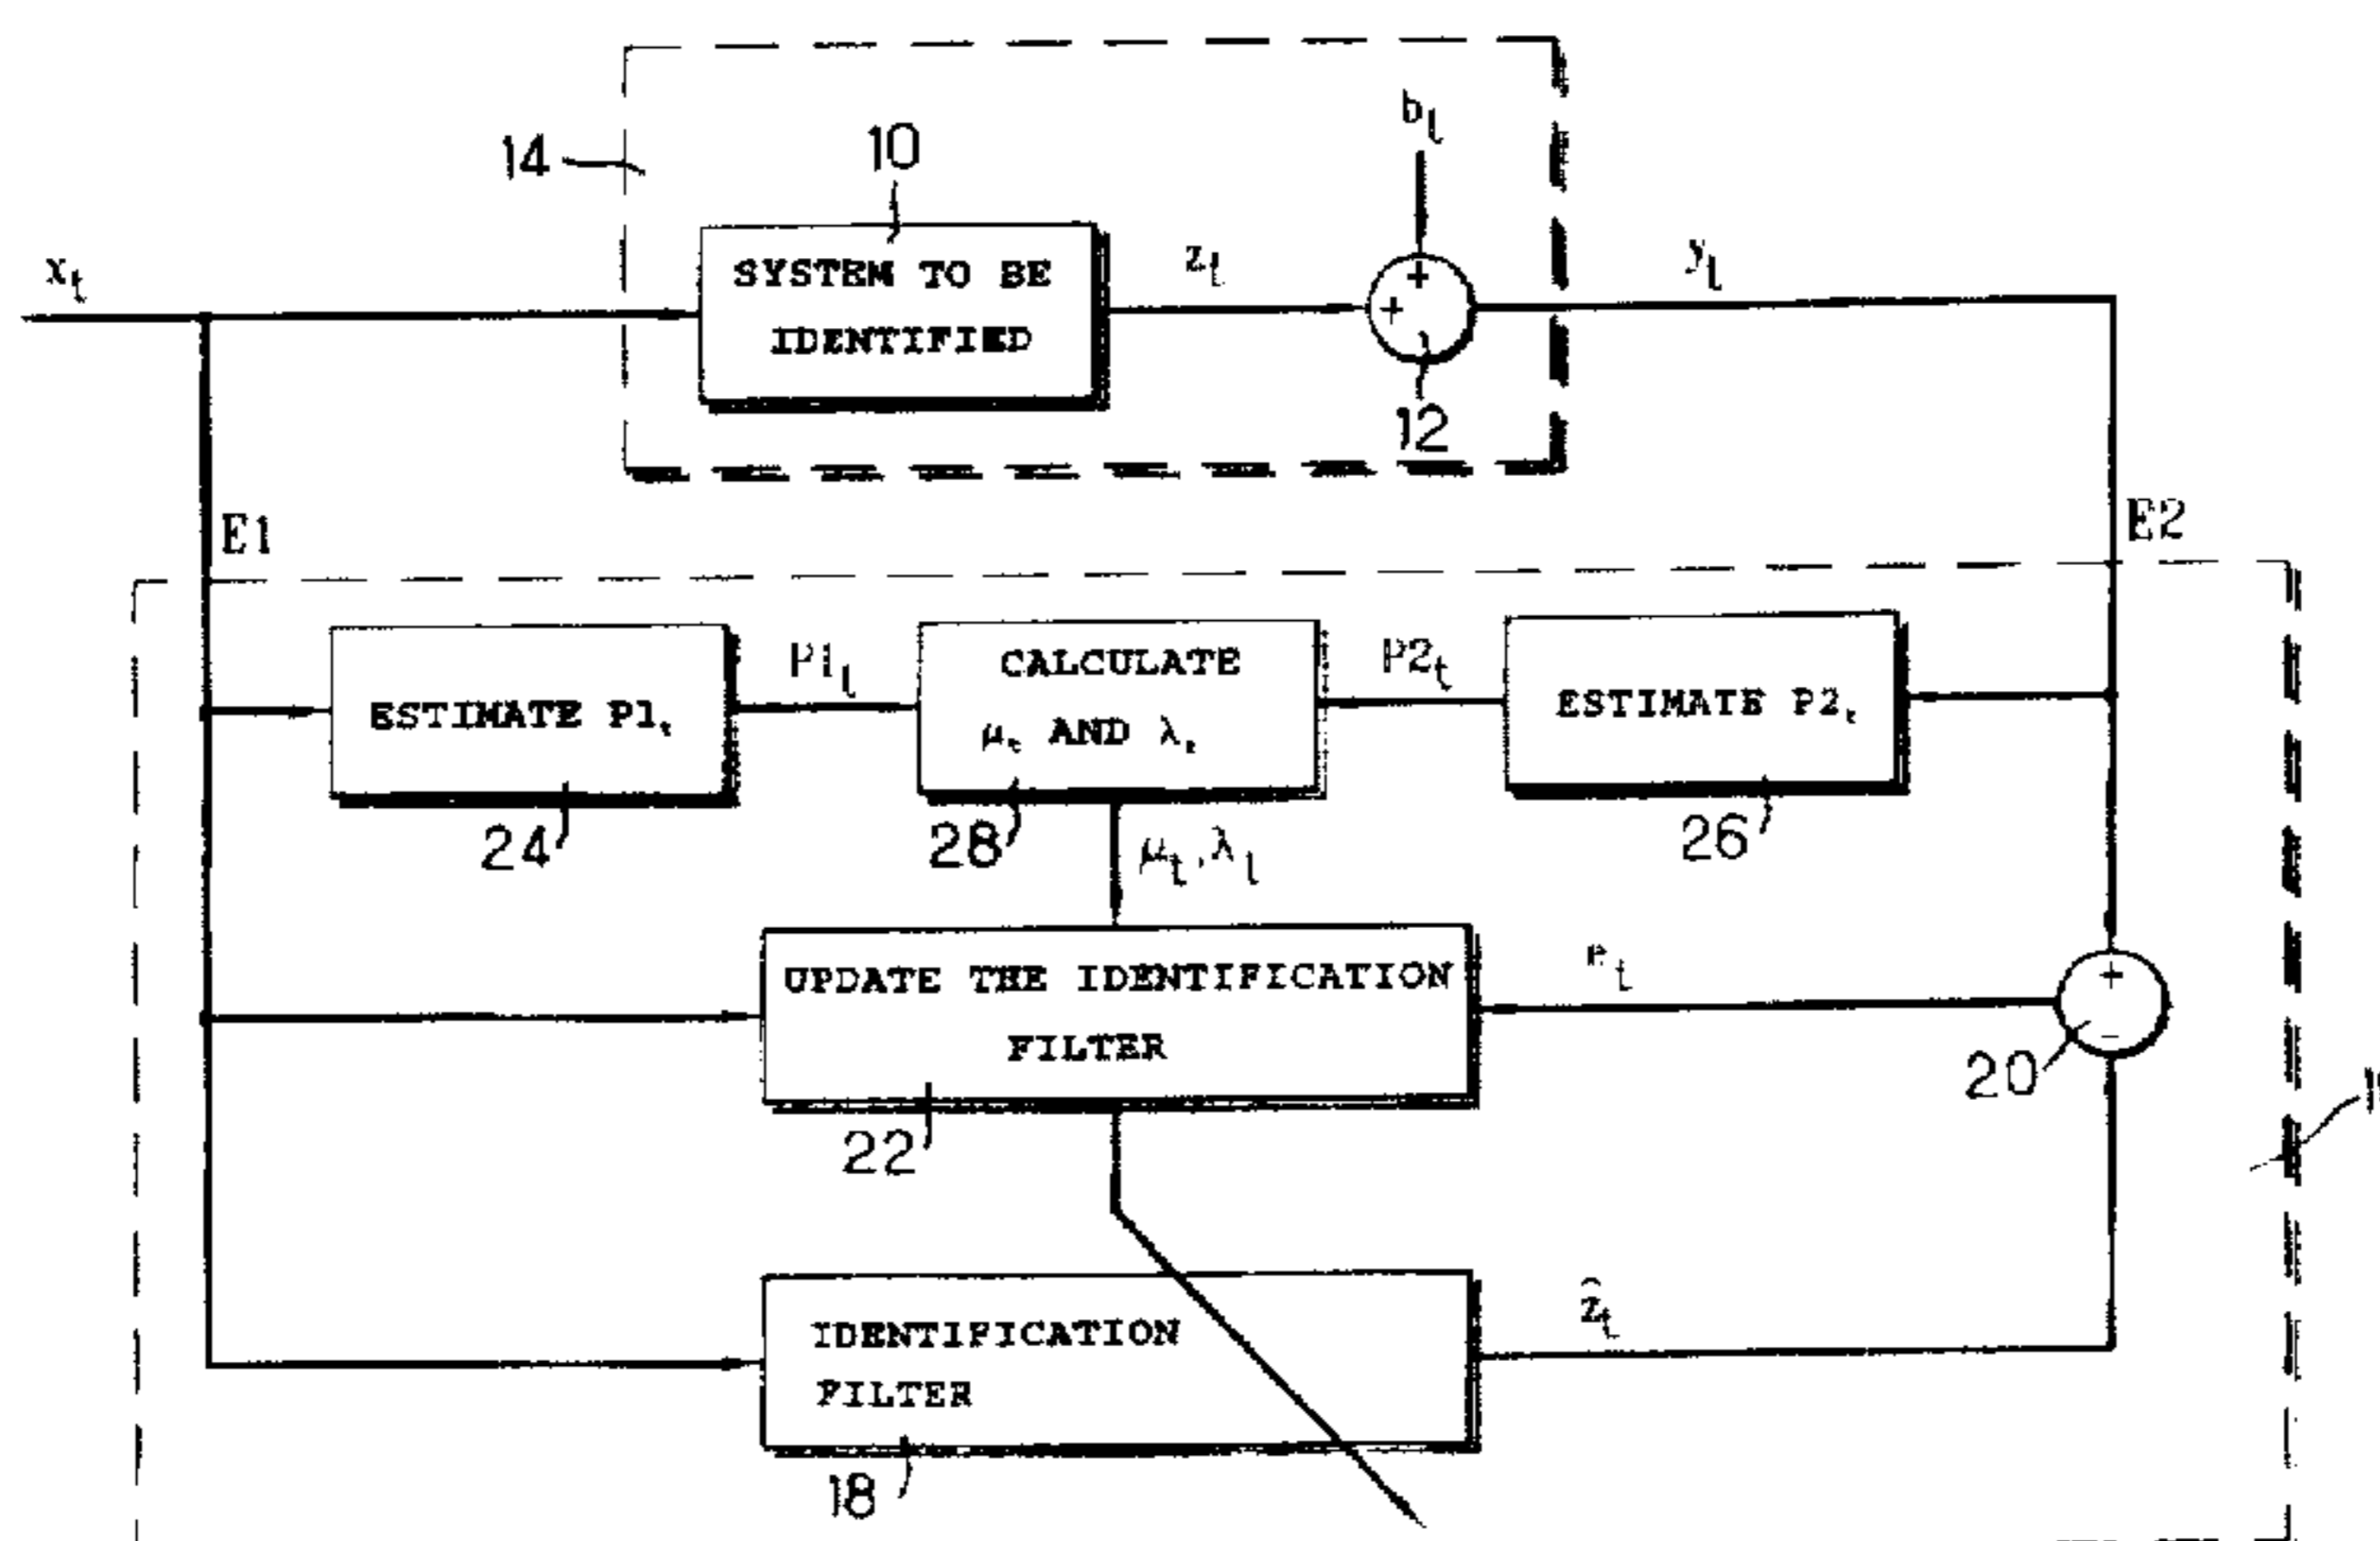 b_t
14
10
x_t
SYSTEM TO BE
IDENTIFIED
z_t
+
+
y_t
12
E1
E2
ESTIMATE P1_t
P1_t
CALCULATE
μ_t AND λ_t
P2_t
ESTIMATE P2_t
24
28
μ_t, λ_t
26
UPDATE THE IDENTIFICATION
FILTER
e_t
+
−
20
22
IDENTIFICATION
FILTER
ẑ_t
18